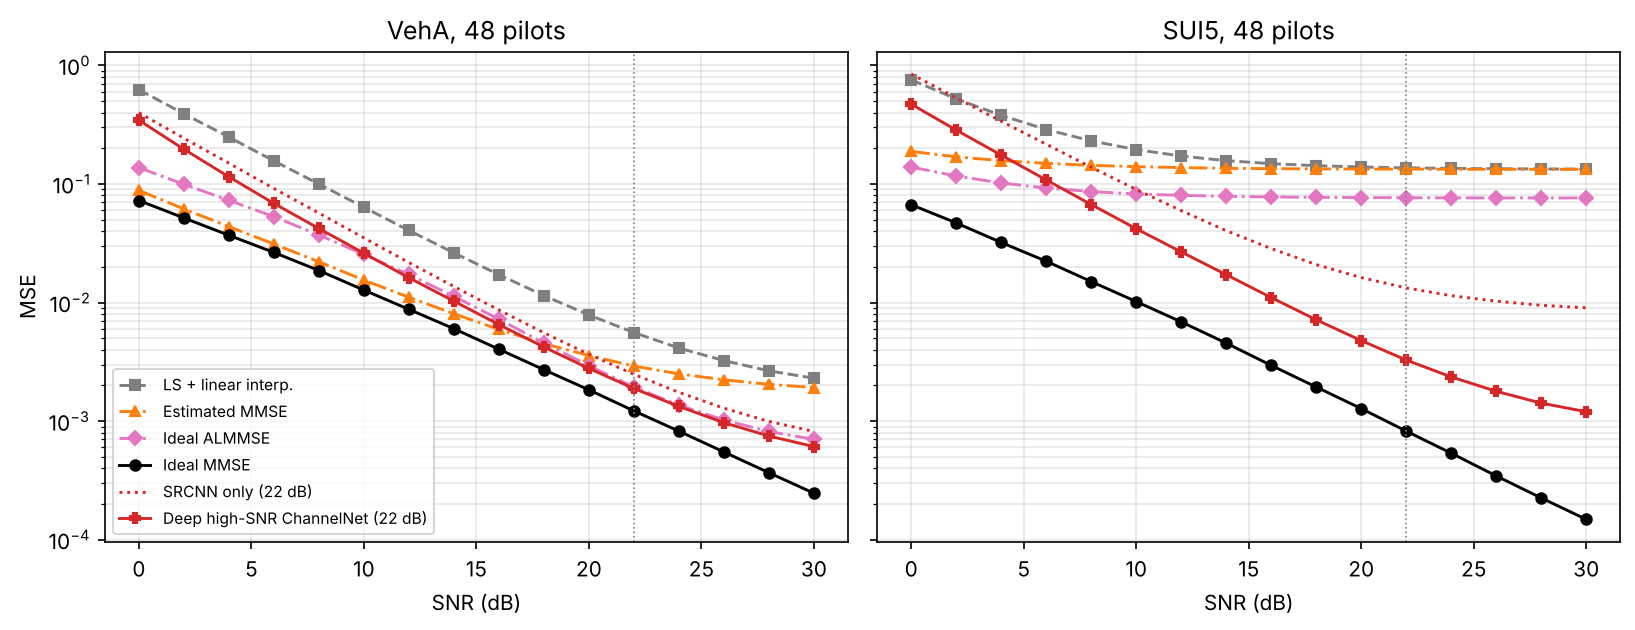 VehA, 48 pilots
SUI5, 48 pilots
MSE
10⁰
10⁻¹
10⁻²
10⁻³
10⁻⁴
LS + linear interp.
Estimated MMSE
Ideal ALMMSE
Ideal MMSE
SRCNN only (22 dB)
Deep high-SNR ChannelNet (22 dB)
0 5 10 15 20 25 30
0 5 10 15 20 25 30
SNR (dB)
SNR (dB)